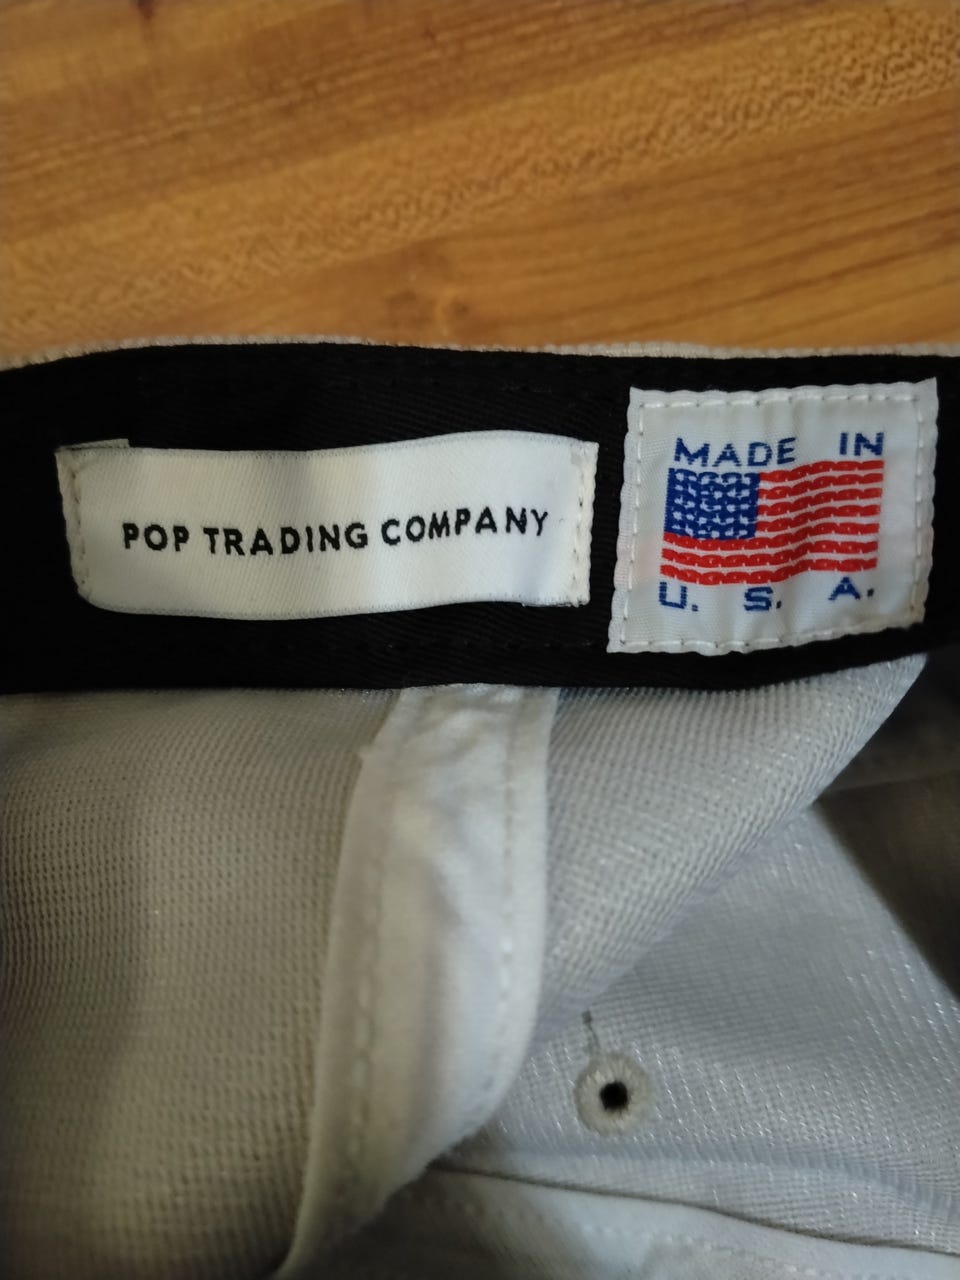 POP TRADING COMPANY
MADE IN
U. S. A.